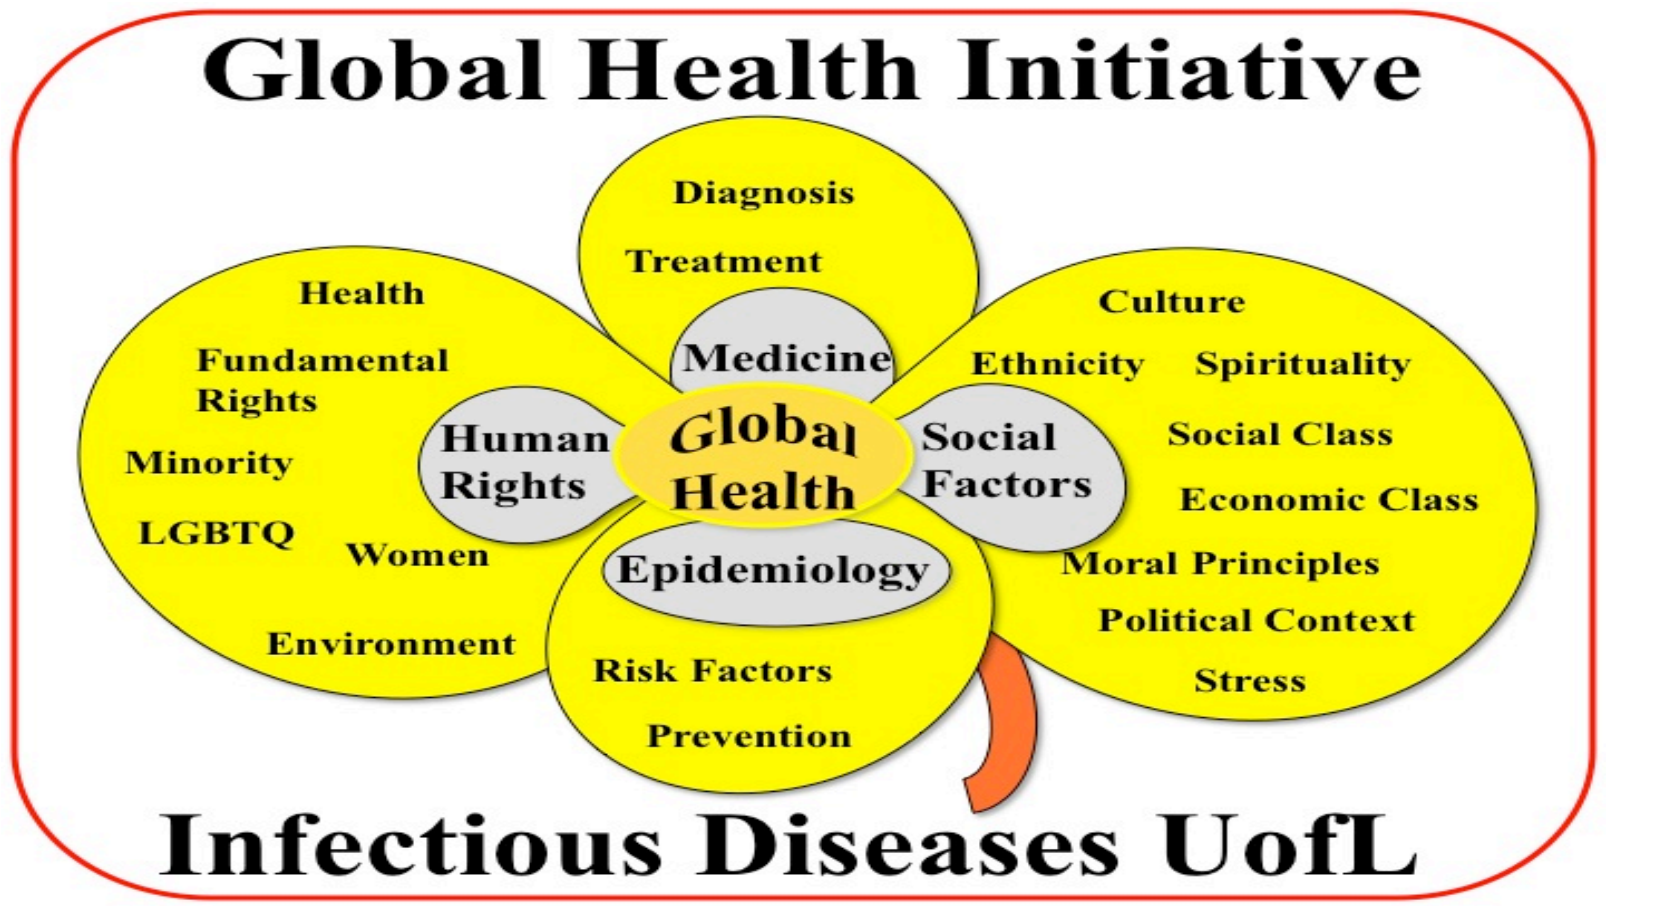 Global Health Initiative
Diagnosis
Treatment
Medicine
Health
Fundamental
Rights
Minority
LGBTQ
Women
Environment
Human
Rights
Global
Health
Social
Factors
Culture
Ethnicity Spirituality
Social Class
Economic Class
Moral Principles
Political Context
Stress
Epidemiology
Risk Factors
Prevention
Infectious Diseases UofL